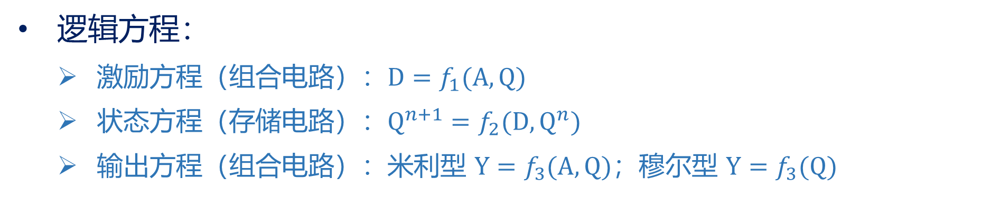 • 逻辑方程：
➢ 激励方程（组合电路）：D = f₁(A, Q)
➢ 状态方程（存储电路）：Qⁿ⁺¹ = f₂(D, Qⁿ)
➢ 输出方程（组合电路）：米利型 Y = f₃(A, Q)；穆尔型 Y = f₃(Q)